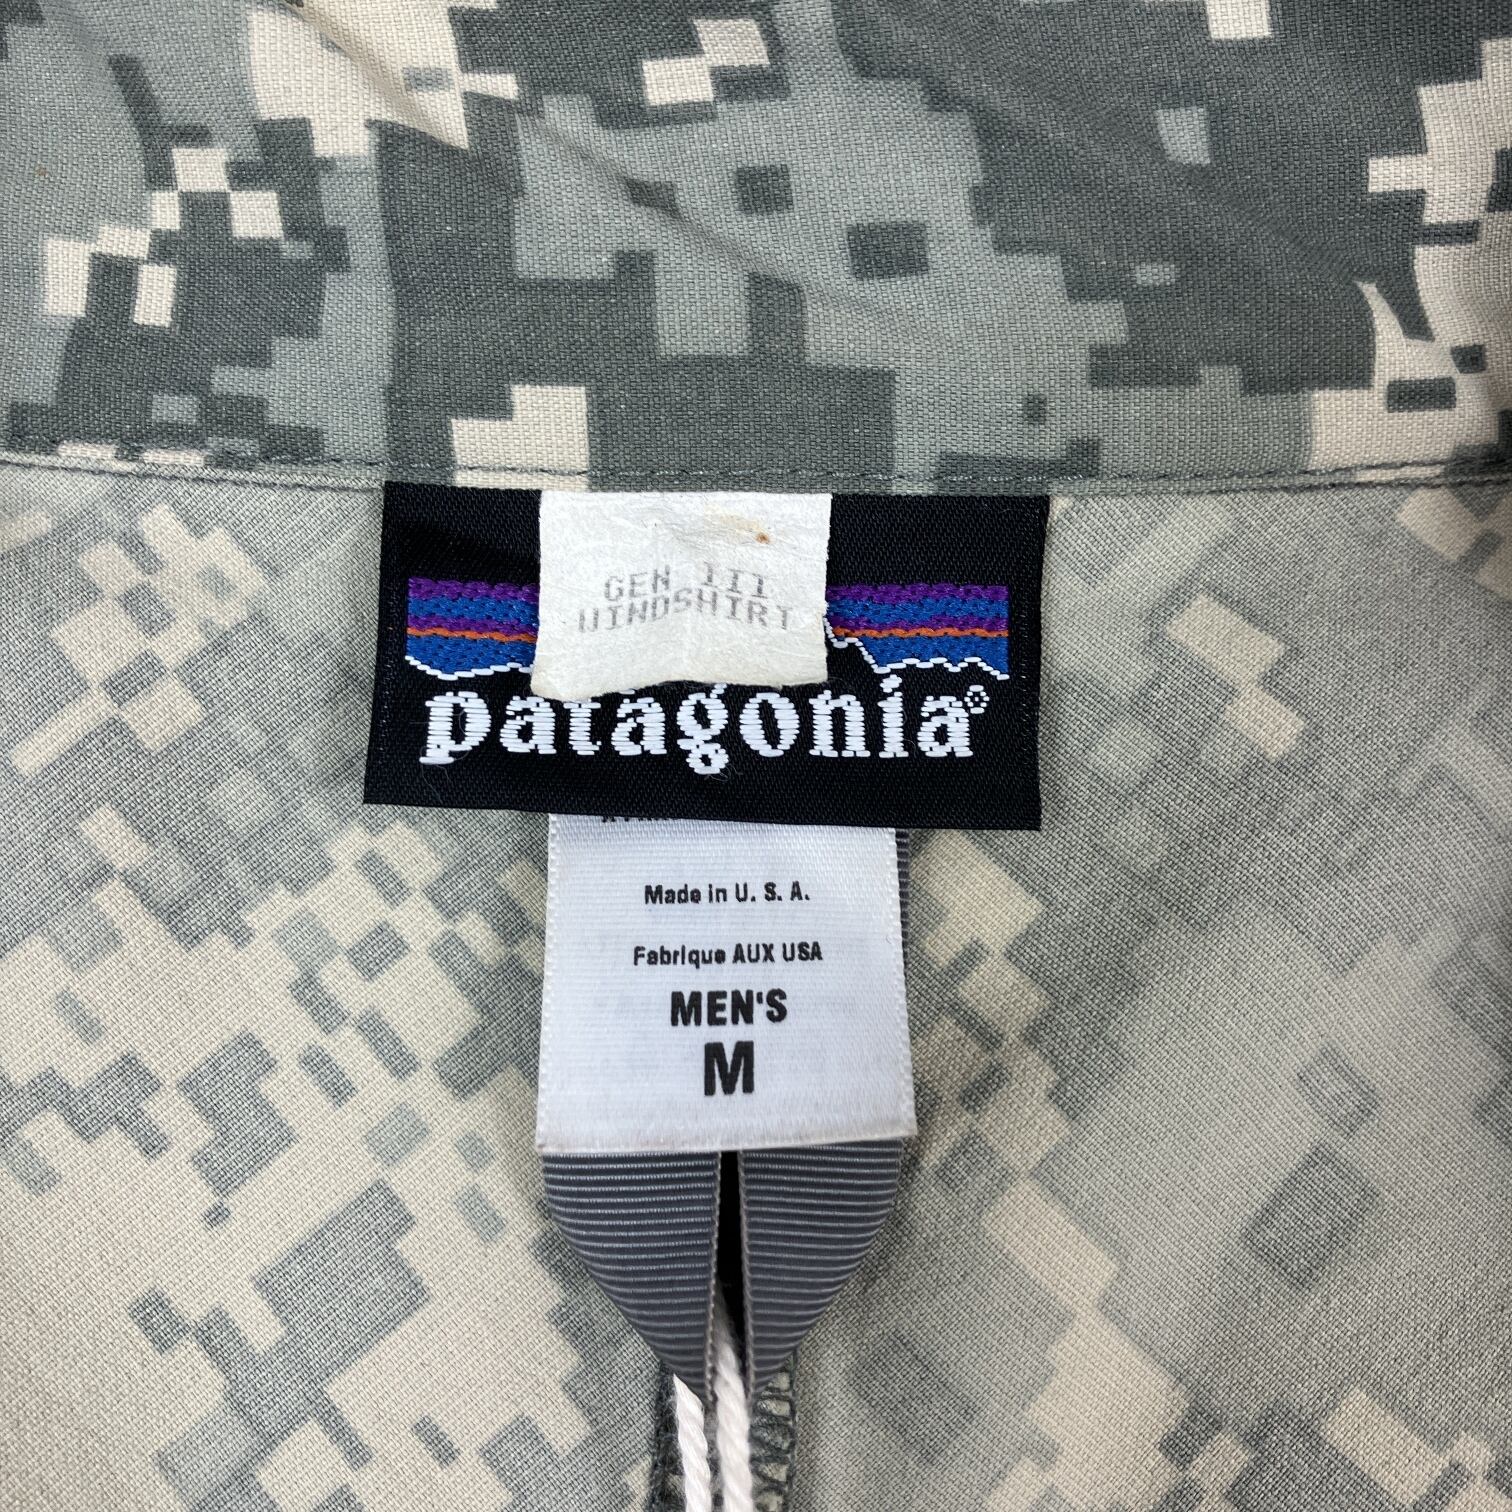 GEN III
WINDSHIRT
patagonia®
Made in U. S. A.
Fabrique AUX USA
MEN'S
M